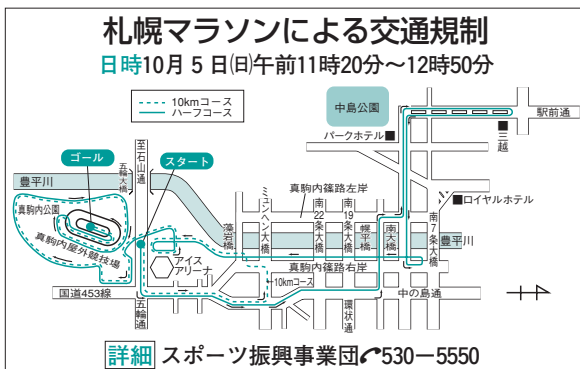 札幌マラソンによる交通規制
日時10月5日㈰午前11時20分〜12時50分
10kmコース
ハーフコース
中島公園
駅前通
パークホテル■
■三越
至石山通
ゴール
スタート
五輪大橋
豊平川
真駒内公園
真駒内屋外競技場
藻岩橋
ミュンヘン大橋
真駒内篠路左岸
南22条大橋
南19条大橋
幌平橋
南大橋
南7条大橋
■ロイヤルホテル
豊平川
アイスアリーナ
真駒内篠路右岸
←10kmコース
国道453線
五輪通
環状通
中の島通
詳細 スポーツ振興事業団✆530−5550